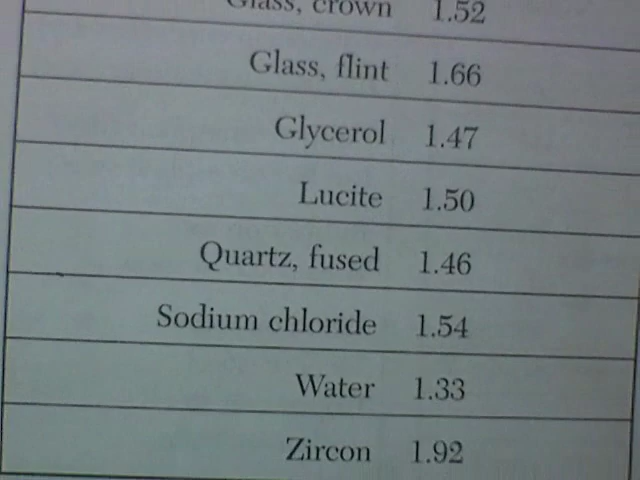 Glass, crown 1.52
Glass, flint 1.66
Glycerol 1.47
Lucite 1.50
Quartz, fused 1.46
Sodium chloride 1.54
Water 1.33
Zircon 1.92